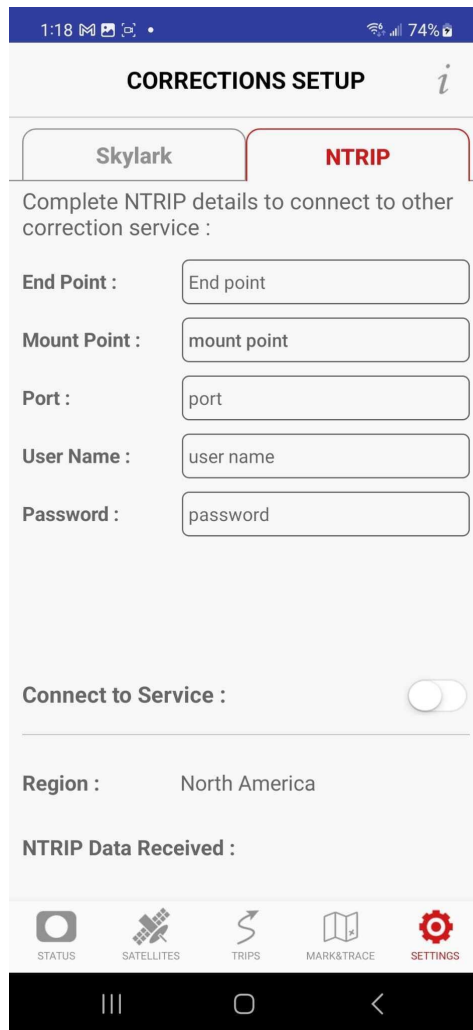 1:18
74%
CORRECTIONS SETUP
i
Skylark
NTRIP
Complete NTRIP details to connect to other
correction service :
End Point :
End point
Mount Point :
mount point
Port :
port
User Name :
user name
Password :
password
Connect to Service :
Region :
North America
NTRIP Data Received :
STATUS
SATELLITES
TRIPS
MARK&TRACE
SETTINGS